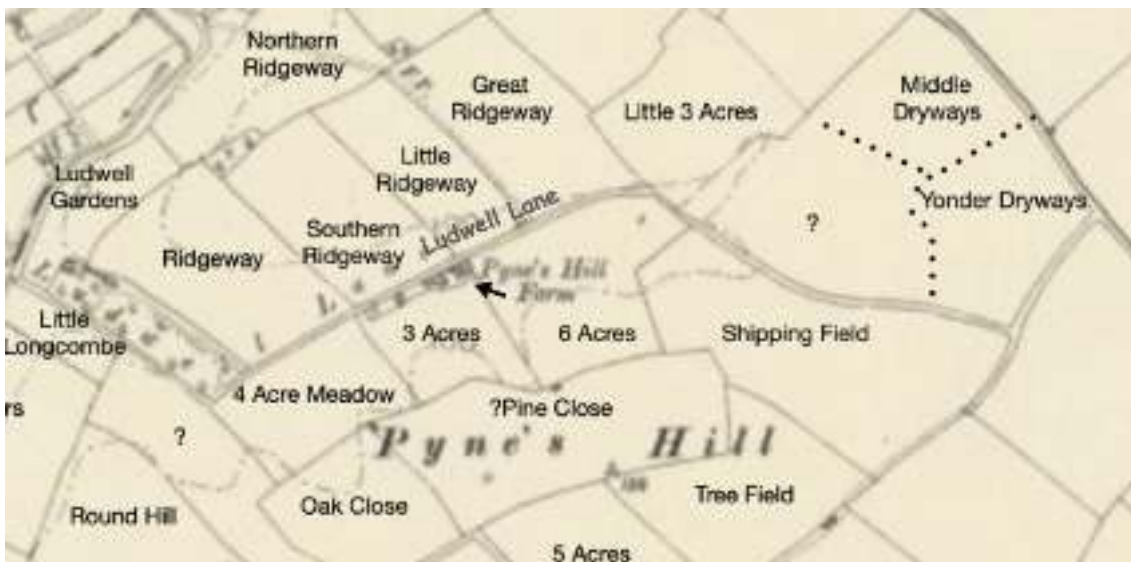 Northern
Ridgeway
Great
Ridgeway
Little 3 Acres
Middle
Dryways
Ludwell
Gardens
Little
Ridgeway
Yonder Dryways
Ludwell Lane
Southern
Ridgeway
Ridgeway
?
Pyne's Hill
Farm
Little
Longcombe
3 Acres
6 Acres
Shipping Field
4 Acre Meadow
rs
?
?Pine Close
Pyne's Hill
Round Hill
Oak Close
Tree Field
5 Acres